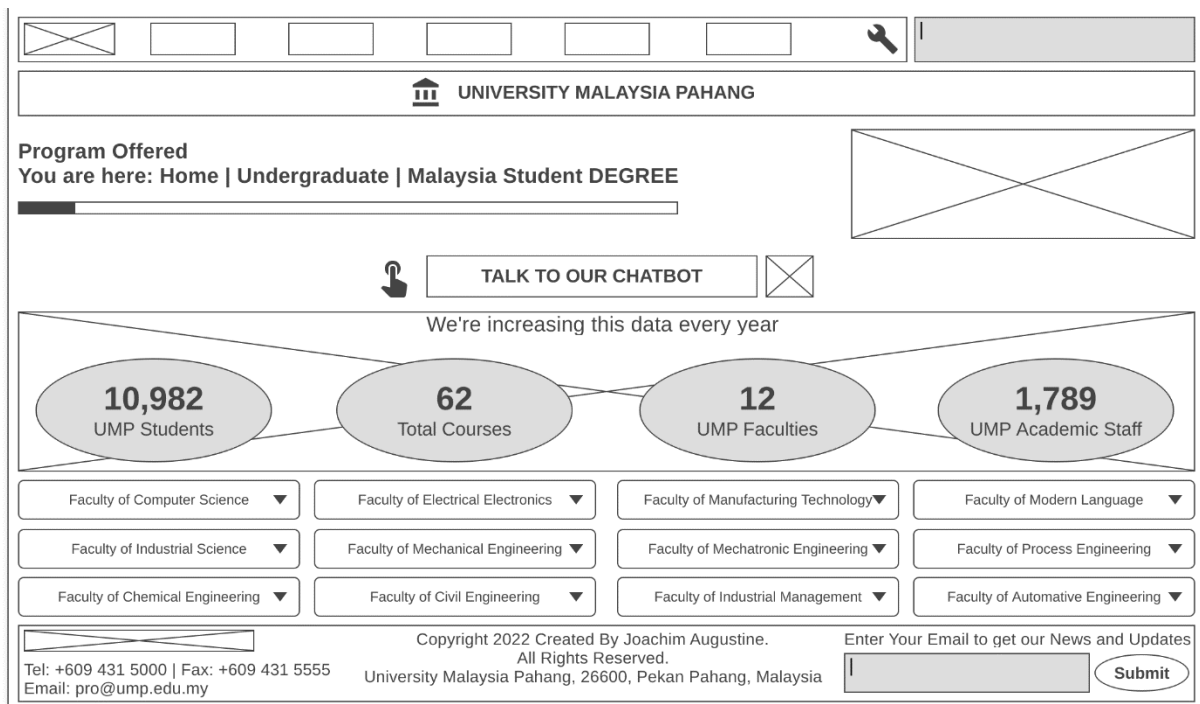 UNIVERSITY MALAYSIA PAHANG
Program Offered
You are here: Home | Undergraduate | Malaysia Student DEGREE
TALK TO OUR CHATBOT
We're increasing this data every year
10,982
UMP Students
62
Total Courses
12
UMP Faculties
1,789
UMP Academic Staff
Faculty of Computer Science
Faculty of Electrical Electronics
Faculty of Manufacturing Technology
Faculty of Modern Language
Faculty of Industrial Science
Faculty of Mechanical Engineering
Faculty of Mechatronic Engineering
Faculty of Process Engineering
Faculty of Chemical Engineering
Faculty of Civil Engineering
Faculty of Industrial Management
Faculty of Automative Engineering
Tel: +609 431 5000 | Fax: +609 431 5555
Email: pro@ump.edu.my
Copyright 2022 Created By Joachim Augustine.
All Rights Reserved.
University Malaysia Pahang, 26600, Pekan Pahang, Malaysia
Enter Your Email to get our News and Updates
Submit